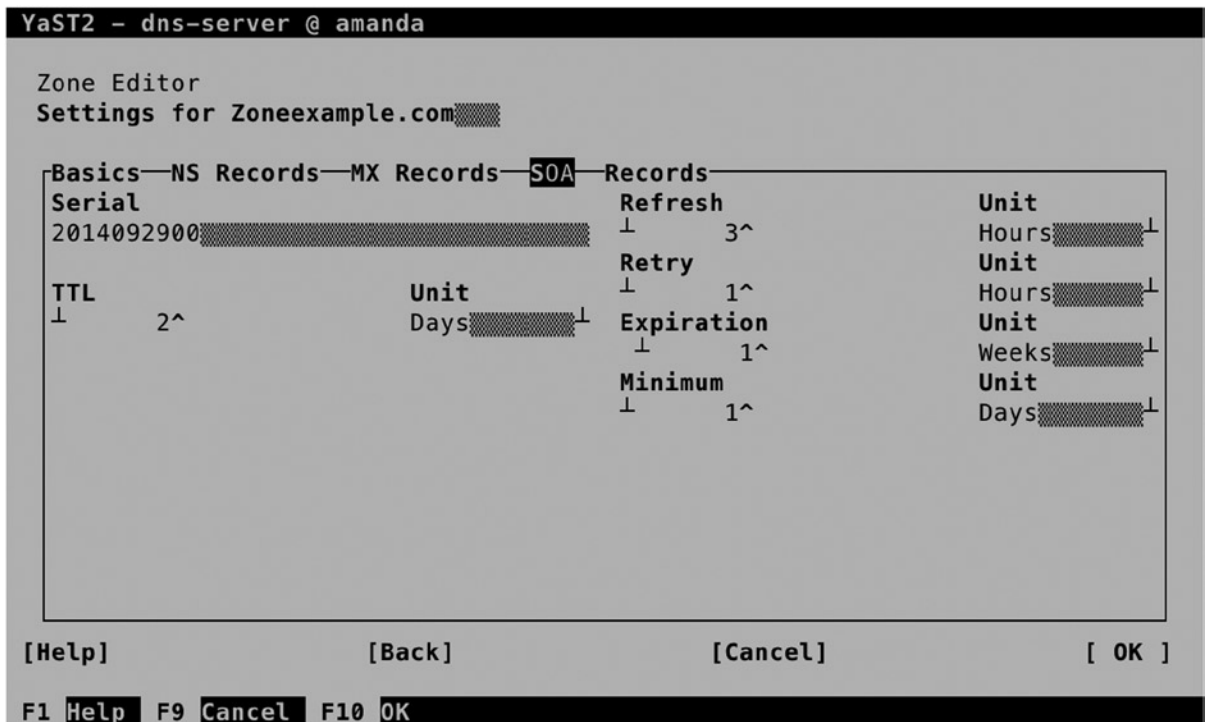 YaST2 - dns-server @ amanda
Zone Editor
Settings for Zoneexample.com
Basics NS Records MX Records SOA Records
Serial Refresh Unit
2014092900 3^ Hours
Retry Unit
TTL Unit 1^ Hours
2^ Days Expiration Unit
1^ Weeks
Minimum Unit
1^ Days
[Help] [Back] [Cancel] [ OK ]
F1 Help F9 Cancel F10 OK